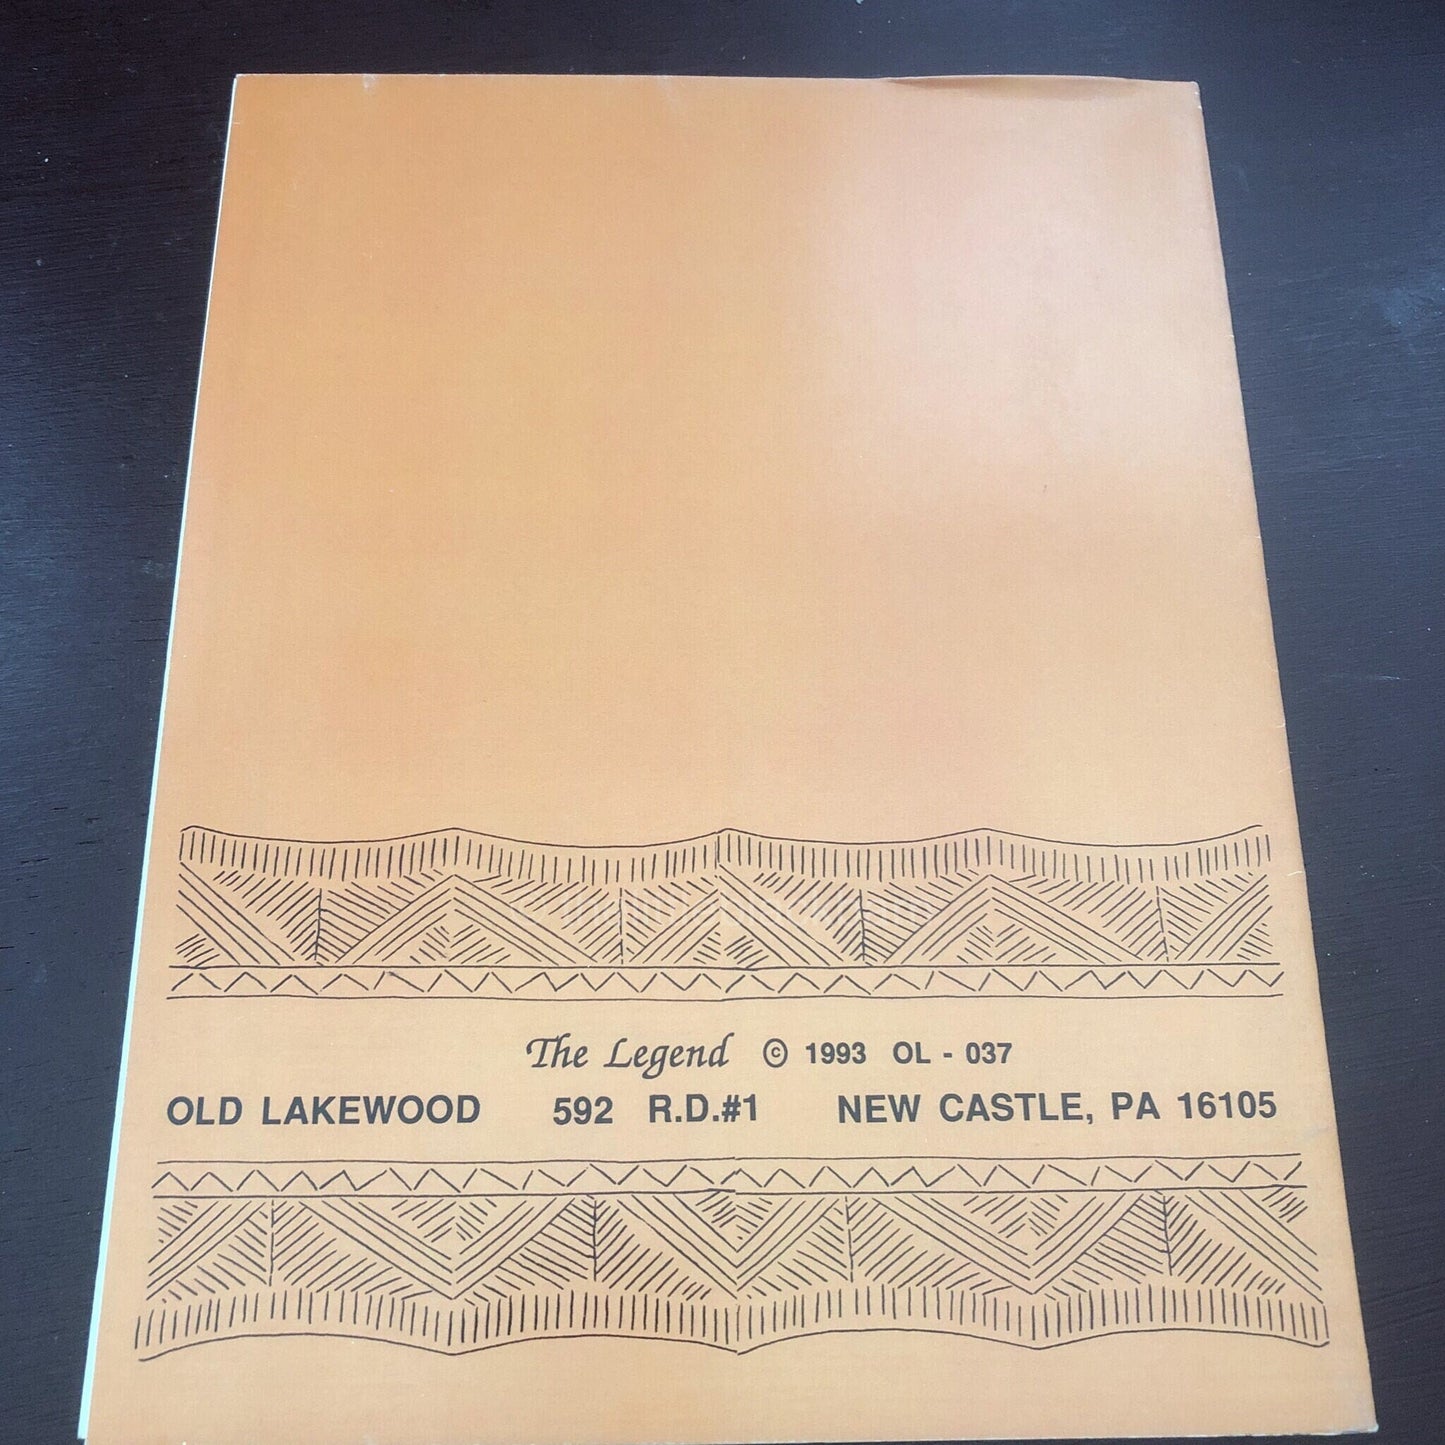 The Legend © 1993 OL - 037
OLD LAKEWOOD 592 R.D.#1 NEW CASTLE, PA 16105